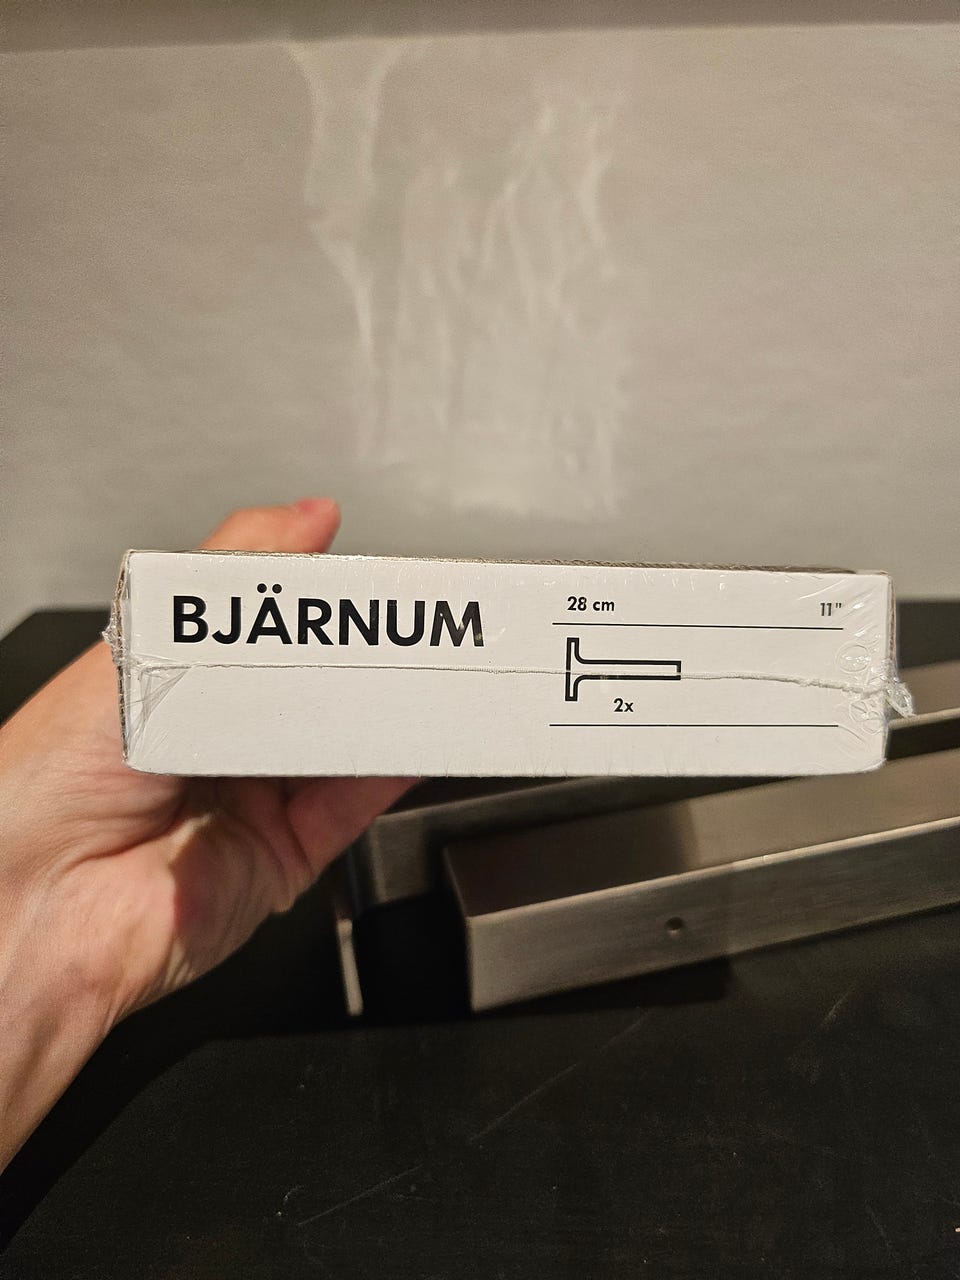 BJÄRNUM
28 cm 11"
2x